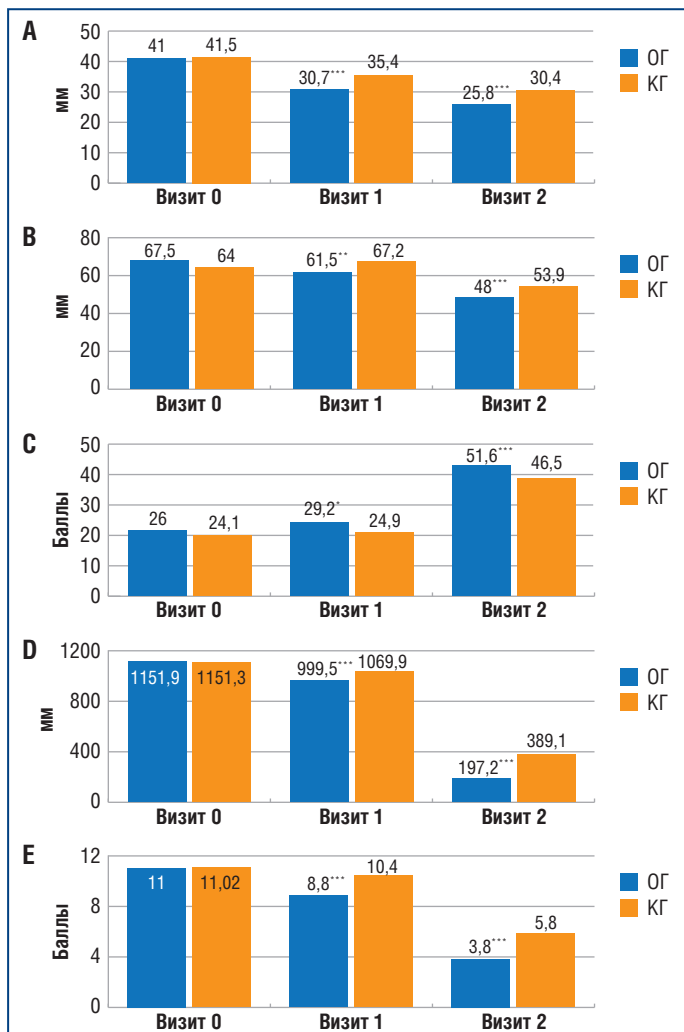 A
50
40
30
20
10
0
мм
41
41,5
30,7***
35,4
25,8***
30,4
Визит 0
Визит 1
Визит 2
ОГ
КГ
B
80
60
40
20
0
мм
67,5
64
61,5**
67,2
48***
53,9
Визит 0
Визит 1
Визит 2
ОГ
КГ
C
50
40
30
20
10
0
Баллы
26
24,1
29,2*
24,9
51,6***
46,5
Визит 0
Визит 1
Визит 2
ОГ
КГ
D
1200
800
400
0
мм
1151,9
1151,3
999,5***
1069,9
197,2***
389,1
Визит 0
Визит 1
Визит 2
ОГ
КГ
E
12
8
4
0
Баллы
11
11,02
8,8***
10,4
3,8***
5,8
Визит 0
Визит 1
Визит 2
ОГ
КГ